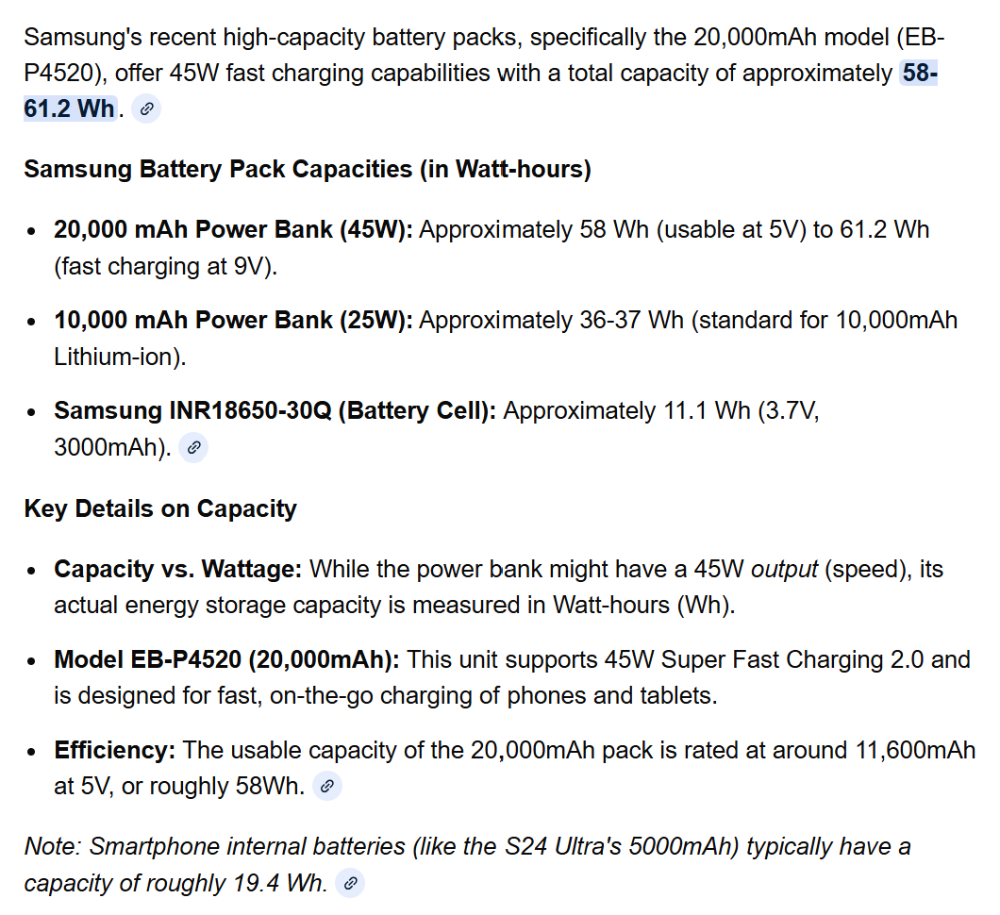 Samsung's recent high-capacity battery packs, specifically the 20,000mAh model (EB-
P4520), offer 45W fast charging capabilities with a total capacity of approximately 58-
61.2 Wh.
Samsung Battery Pack Capacities (in Watt-hours)
• 20,000 mAh Power Bank (45W): Approximately 58 Wh (usable at 5V) to 61.2 Wh
(fast charging at 9V).
• 10,000 mAh Power Bank (25W): Approximately 36-37 Wh (standard for 10,000mAh
Lithium-ion).
• Samsung INR18650-30Q (Battery Cell): Approximately 11.1 Wh (3.7V,
3000mAh).
Key Details on Capacity
• Capacity vs. Wattage: While the power bank might have a 45W output (speed), its
actual energy storage capacity is measured in Watt-hours (Wh).
• Model EB-P4520 (20,000mAh): This unit supports 45W Super Fast Charging 2.0 and
is designed for fast, on-the-go charging of phones and tablets.
• Efficiency: The usable capacity of the 20,000mAh pack is rated at around 11,600mAh
at 5V, or roughly 58Wh.
Note: Smartphone internal batteries (like the S24 Ultra's 5000mAh) typically have a
capacity of roughly 19.4 Wh.